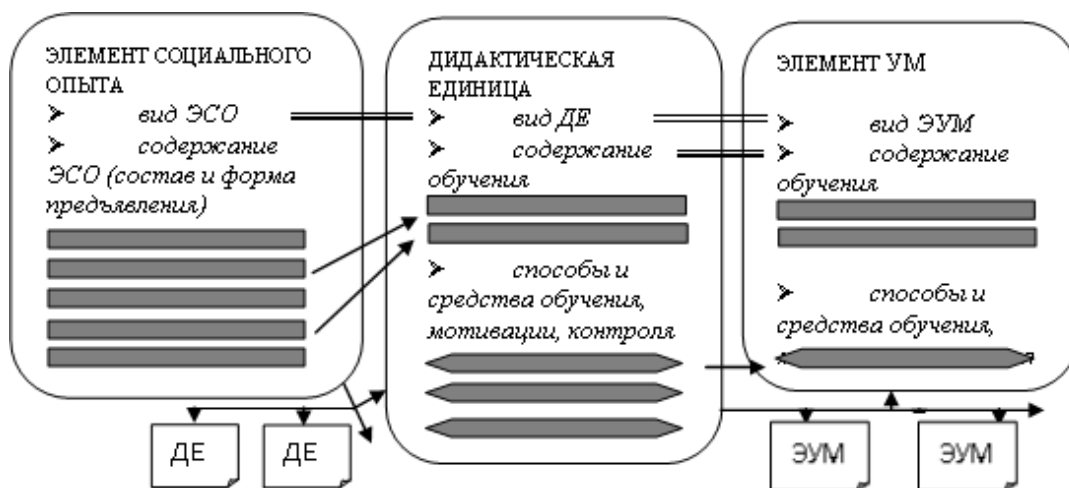 ЭЛЕМЕНТ СОЦИАЛЬНОГО
ОПЫТА
➢ вид ЭСО
➢ содержание
ЭСО (состав и форма
предъявления)
ДИДАКТИЧЕСКАЯ
ЕДИНИЦА
➢ вид ДЕ
➢ содержание
обучения
➢ способы и
средства обучения,
мотивации, контроля
ЭЛЕМЕНТ УМ
➢ вид ЭУМ
➢ содержание
обучения
➢ способы и
средства обучения,
ДЕ
ДЕ
ЭУМ
ЭУМ